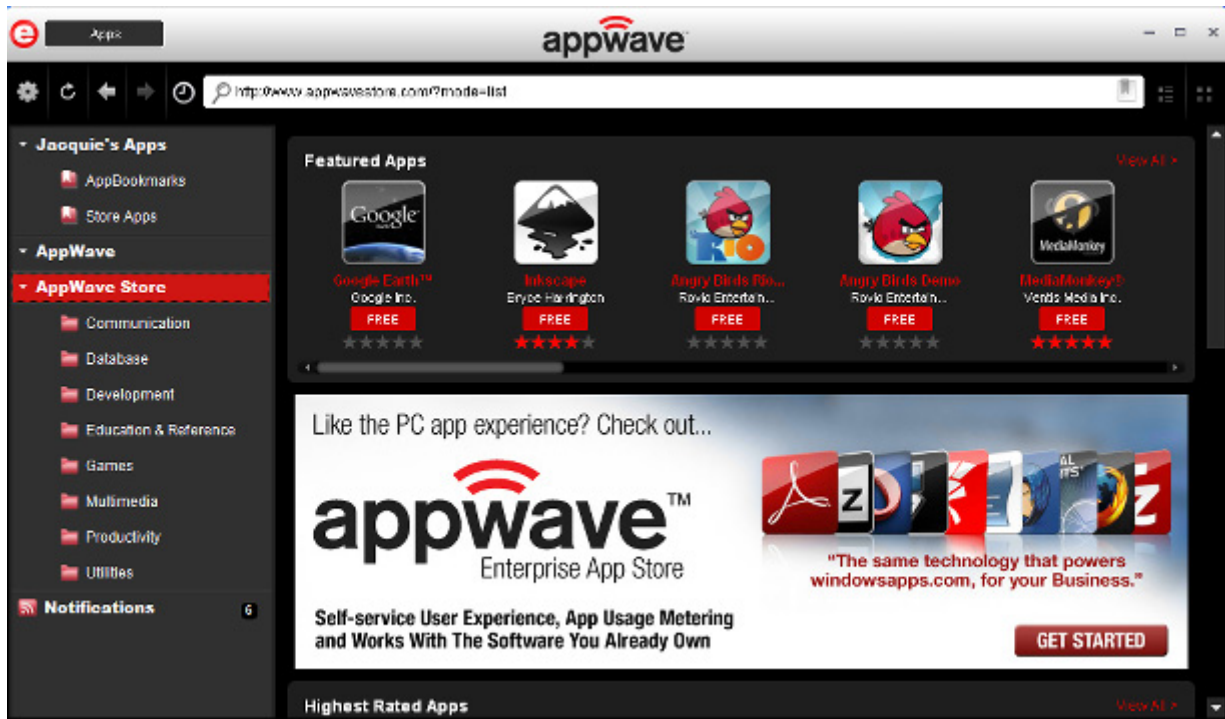 e
Apps
appwave
http://www.appwavestore.com/?mode=list
Jacquie's Apps
AppBookmarks
Store Apps
AppWave
AppWave Store
Communication
Database
Development
Education & Reference
Games
Multimedia
Productivity
Utilities
Notifications 6
Featured Apps View All >
Google
RIO
MediaMonkey
Google Earth™ Inkscape Angry Birds Rio... Angry Birds Demo MediaMonkey®
Google Inc. Bryce Harrington Rovio Entertain... Rovio Entertain... Ventis Media Inc.
FREE FREE FREE FREE FREE
Like the PC app experience? Check out...
appwave™
Enterprise App Store
Self-service User Experience, App Usage Metering
and Works With The Software You Already Own
"The same technology that powers
windowsapps.com, for your Business."
GET STARTED
Highest Rated Apps View All >